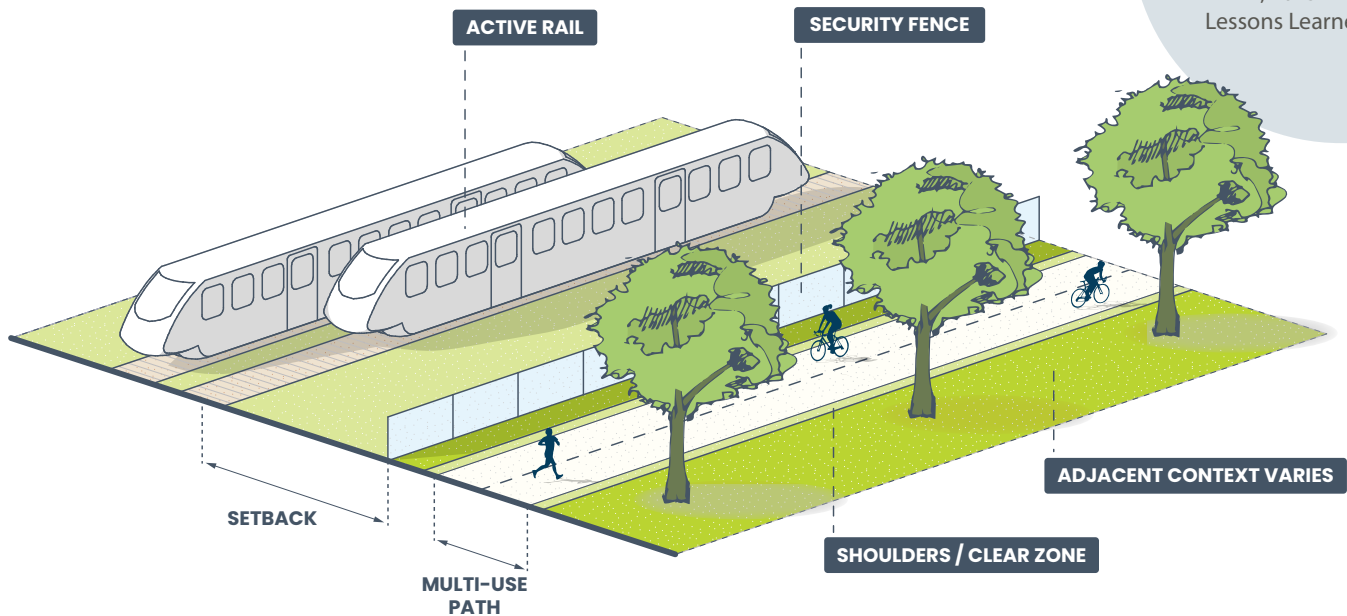 Lessons Learne
ACTIVE RAIL
SECURITY FENCE
ADJACENT CONTEXT VARIES
SETBACK
SHOULDERS / CLEAR ZONE
MULTI-USE
PATH